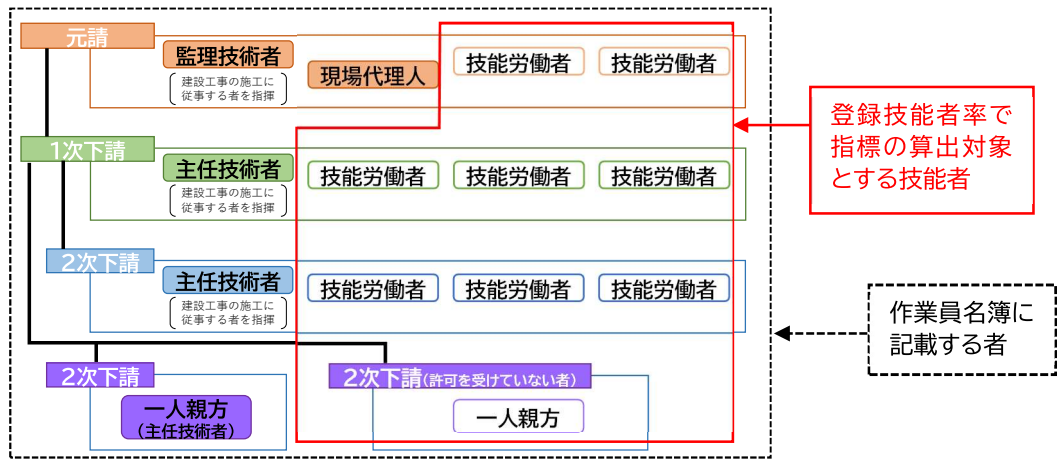 元請
監理技術者
建設工事の施工に
従事する者を指揮
現場代理人
技能労働者
技能労働者
1次下請
主任技術者
建設工事の施工に
従事する者を指揮
技能労働者
技能労働者
技能労働者
2次下請
主任技術者
建設工事の施工に
従事する者を指揮
技能労働者
技能労働者
技能労働者
2次下請
一人親方
(主任技術者)
2次下請(許可を受けていない者)
一人親方
登録技能者率で
指標の算出対象
とする技能者
作業員名簿に
記載する者